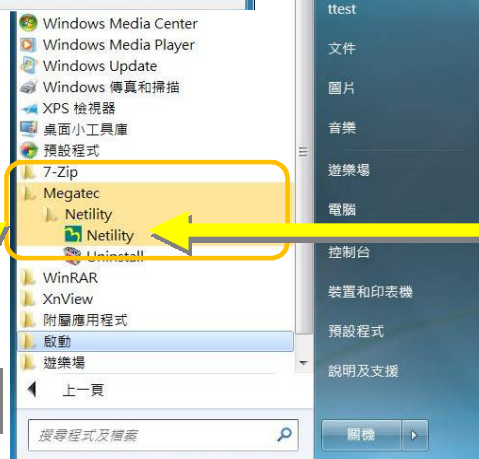 Windows Media Center
Windows Media Player
Windows Update
Windows 傳真和掃描
XPS 檢視器
桌面小工具庫
預設程式
7-Zip
Megatec
Netility
Netility
Uninstall
WinRAR
XnView
附屬應用程式
啟動
遊樂場
上一頁
搜尋程式及檔案
ttest
文件
圖片
音樂
遊樂場
電腦
控制台
裝置和印表機
預設程式
說明及支援
關機